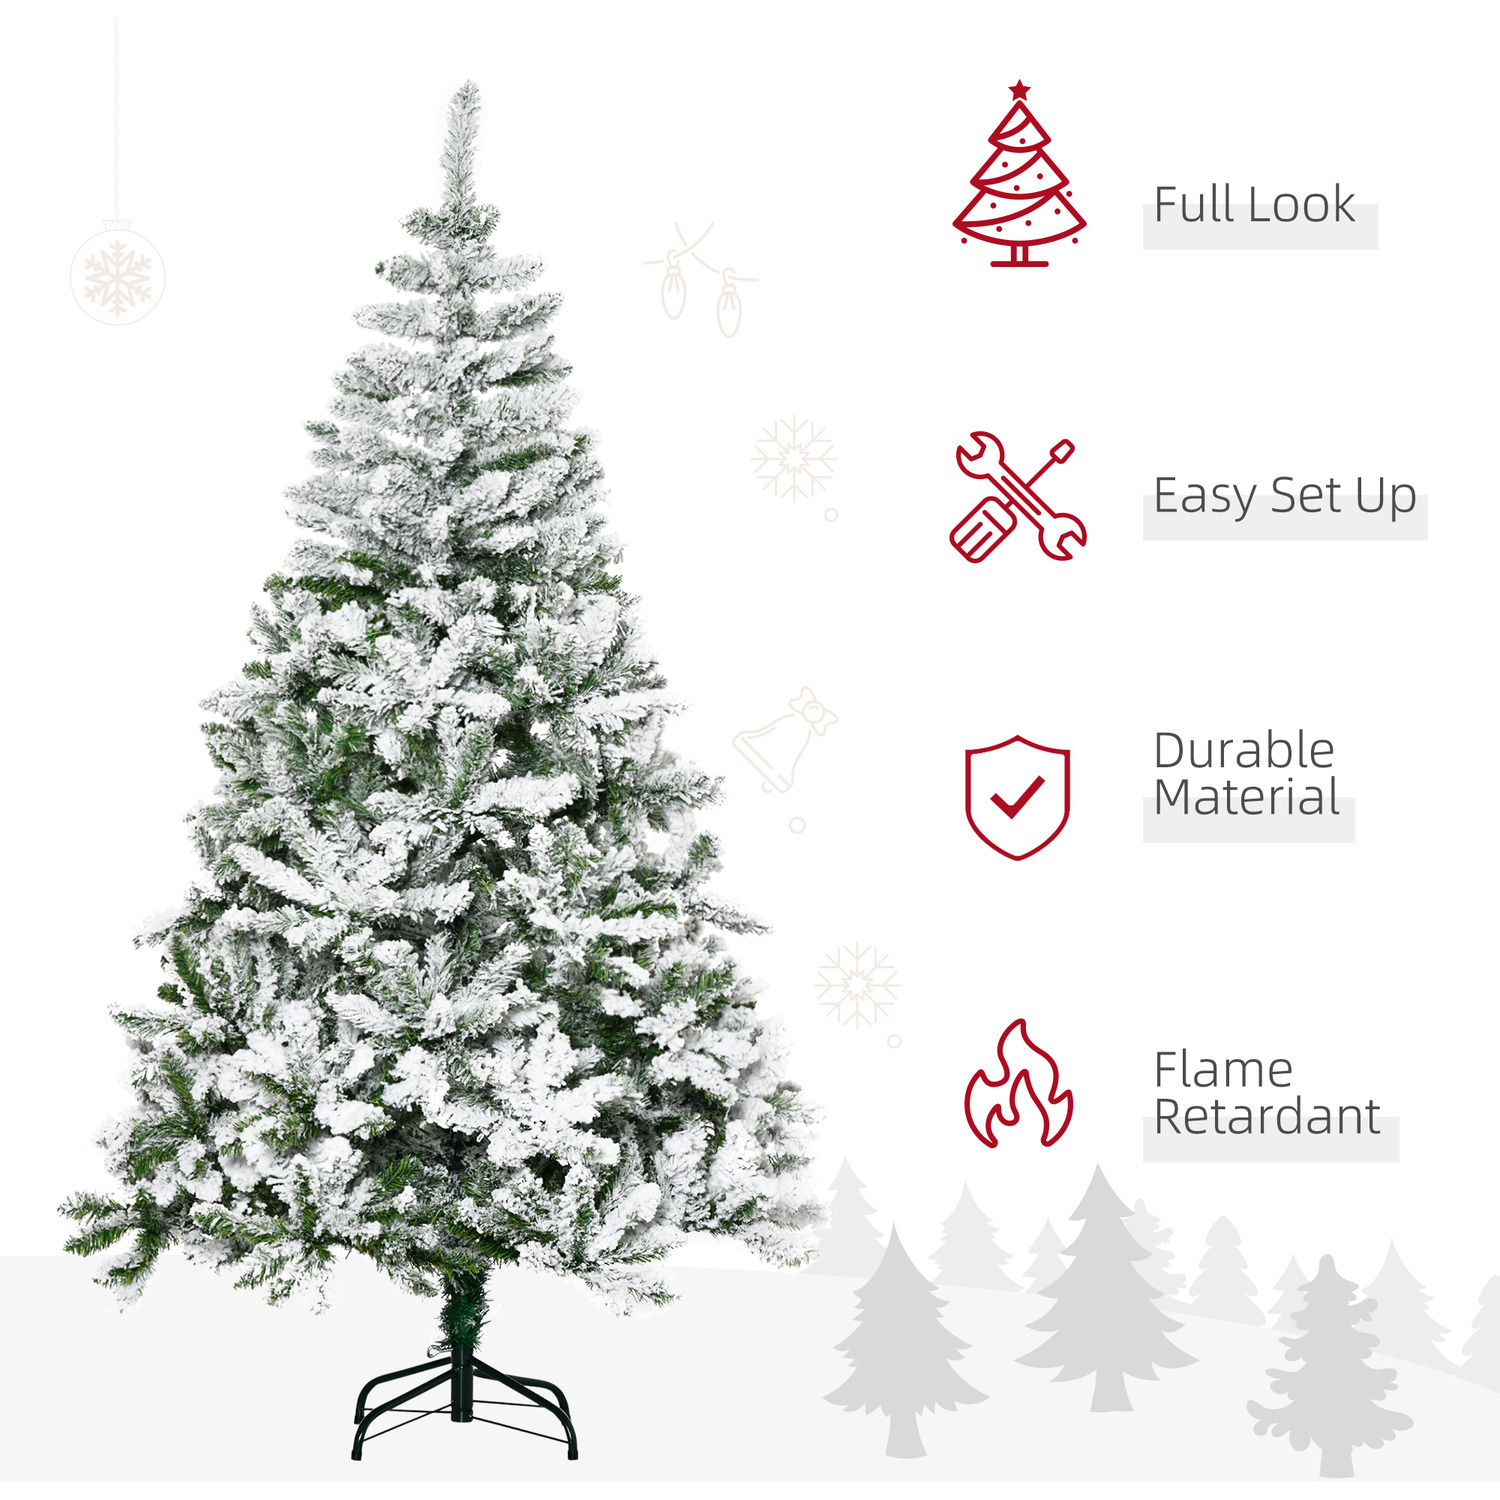 Full Look
Easy Set Up
Durable
Material
Flame
Retardant